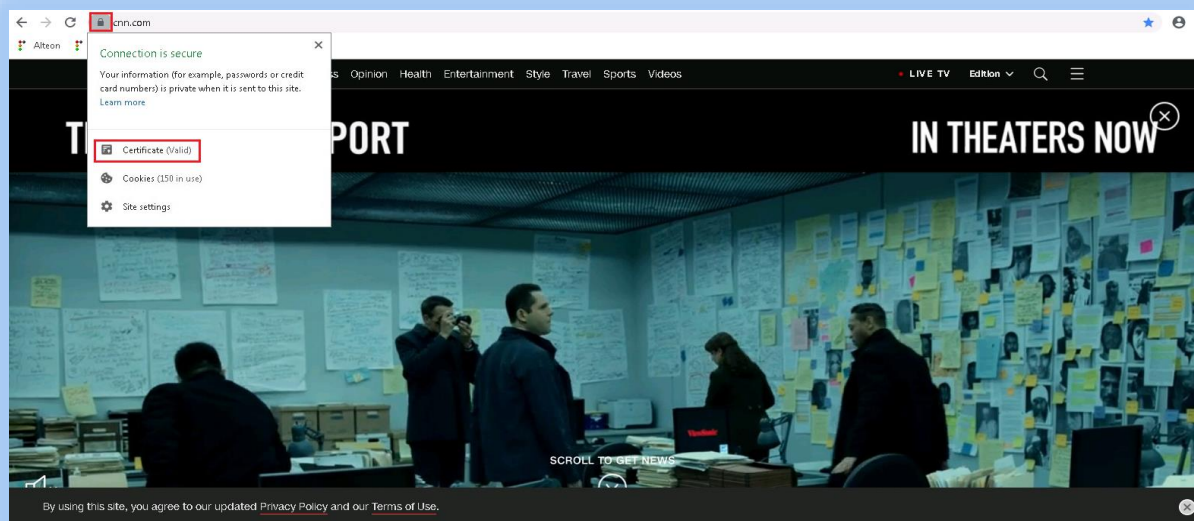 cnn.com
Alteon
Connection is secure
Your information (for example, passwords or credit
card numbers) is private when it is sent to this site.
Learn more
Certificate (Valid)
Cookies (150 in use)
Site settings
Opinion Health Entertainment Style Travel Sports Videos
LIVE TV Edition
PORT
IN THEATERS NOW
ViewSonic
SCROLL TO GET NEWS
By using this site, you agree to our updated Privacy Policy and our Terms of Use.